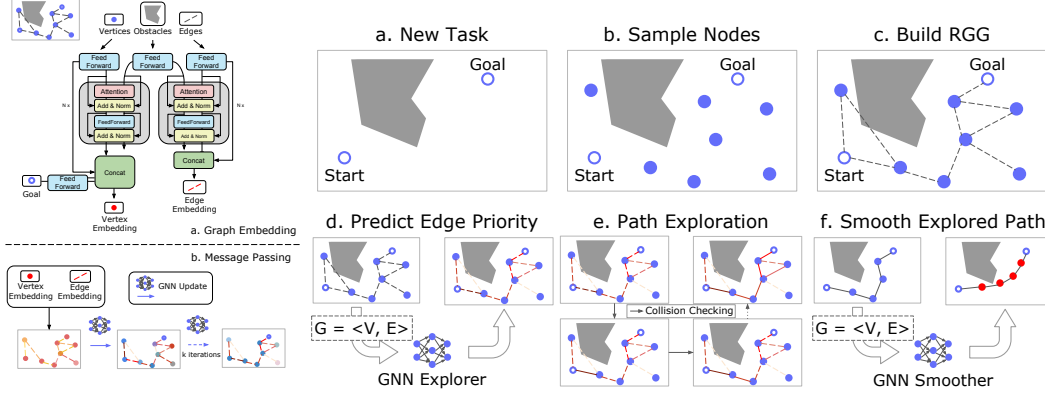 Vertices
Obstacles
Edges
Feed
Forward
Feed
Forward
Feed
Forward
Attention
Add & Norm
FeedForward
Add & Norm
N x
Attention
Add & Norm
FeedForward
Add & Norm
N x
Concat
Concat
Goal
Feed
Forward
Vertex
Embedding
Edge
Embedding
a. Graph Embedding
b. Message Passing
Vertex
Embedding
Edge
Embedding
GNN Update
k iterations
a. New Task
Goal
Start
b. Sample Nodes
Goal
Start
c. Build RGG
Goal
Start
d. Predict Edge Priority
G = <V, E>
GNN Explorer
e. Path Exploration
Collision Checking
f. Smooth Explored Path
G = <V, E>
GNN Smoother